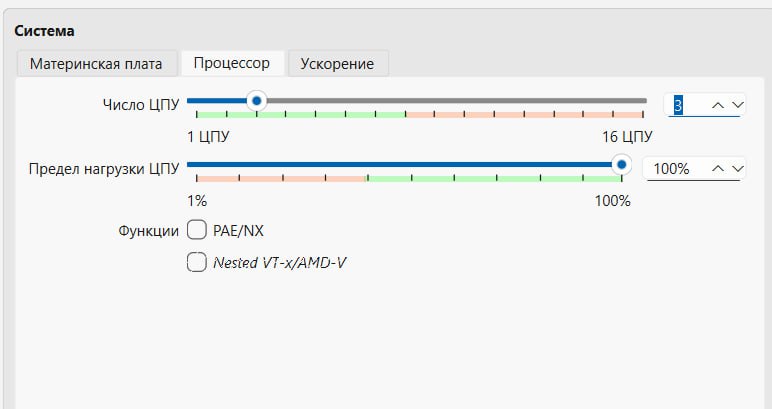 Система
Материнская плата Процессор Ускорение
Число ЦПУ 3
1 ЦПУ 16 ЦПУ
Предел нагрузки ЦПУ 100%
1% 100%
Функции PAE/NX
Nested VT-x/AMD-V